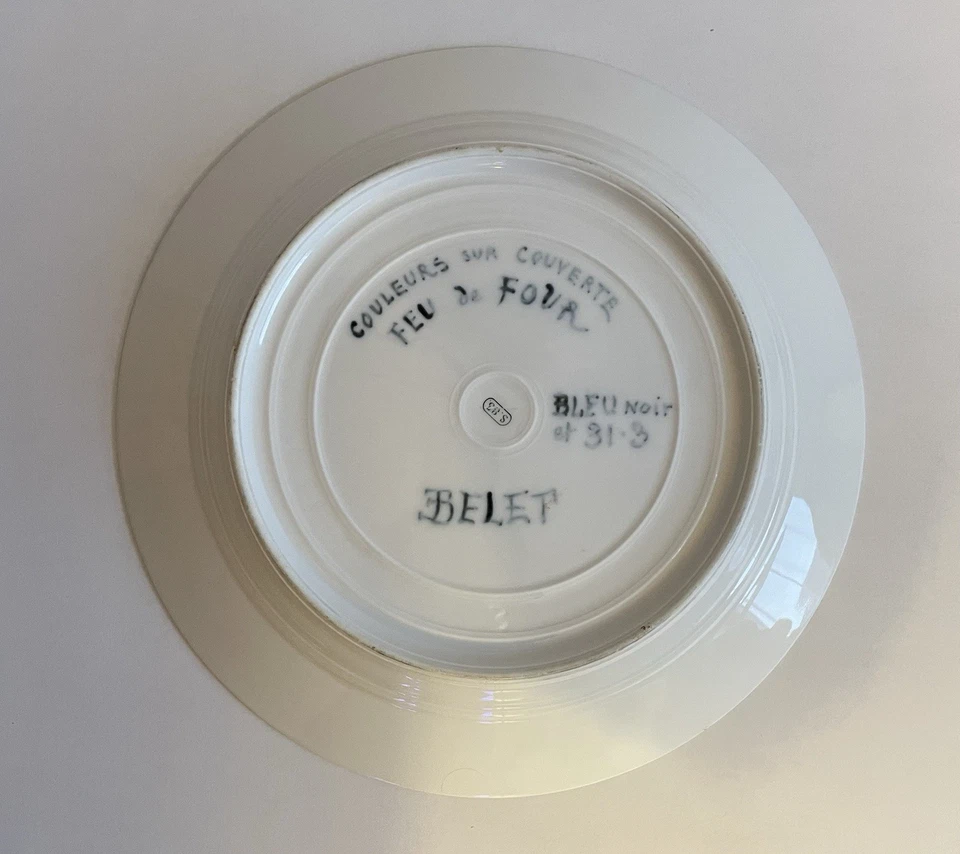 COULEURS SUR COUVERTE
FEU de FOUR
BLEU NOIR
et 31-3
BELET